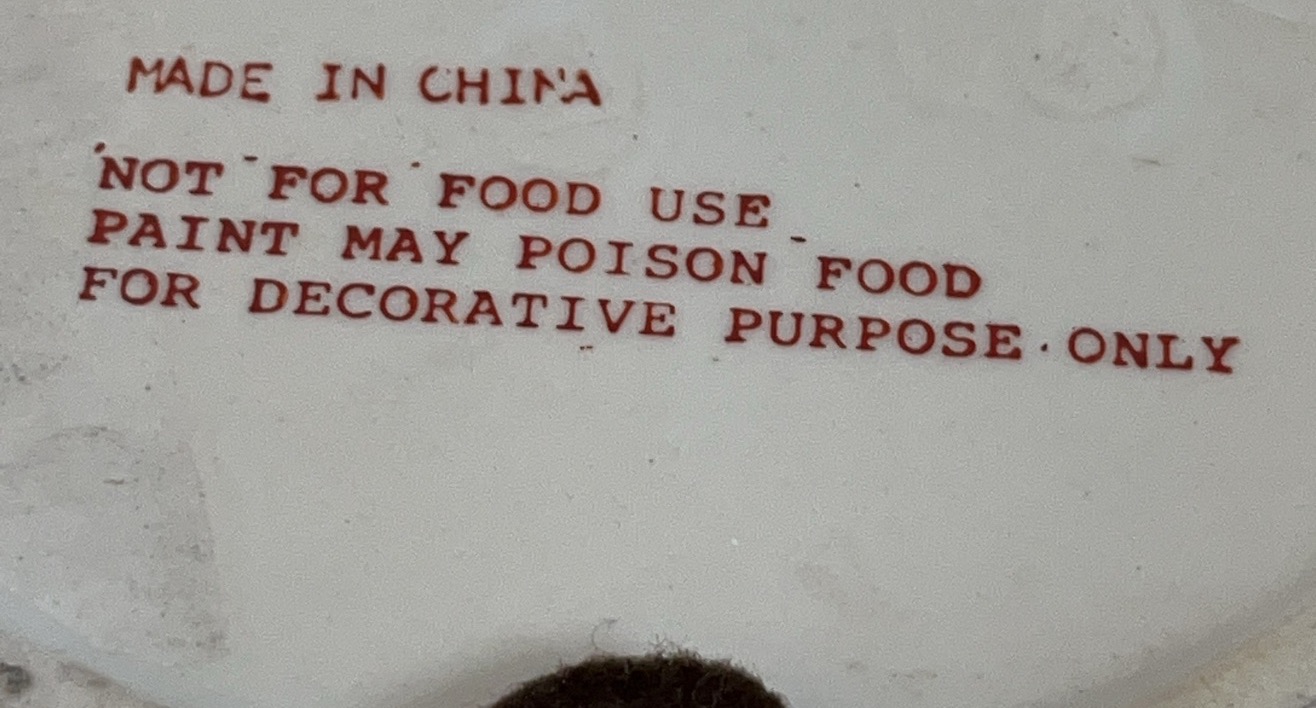 MADE IN CHINA
NOT FOR FOOD USE
PAINT MAY POISON FOOD
FOR DECORATIVE PURPOSE ONLY